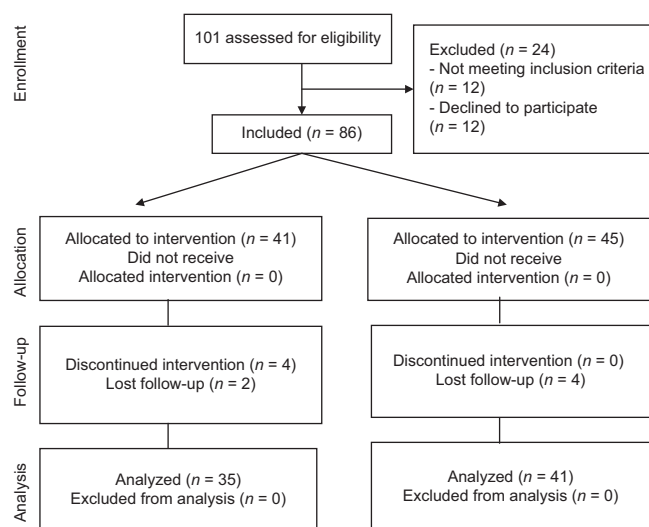 Enrollment
101 assessed for eligibility
Excluded (n = 24)
- Not meeting inclusion criteria
(n = 12)
- Declined to participate
(n = 12)
Included (n = 86)
Allocation
Allocated to intervention (n = 41)
Did not receive
Allocated intervention (n = 0)
Allocated to intervention (n = 45)
Did not receive
Allocated intervention (n = 0)
Follow-up
Discontinued intervention (n = 4)
Lost follow-up (n = 2)
Discontinued intervention (n = 0)
Lost follow-up (n = 4)
Analysis
Analyzed (n = 35)
Excluded from analysis (n = 0)
Analyzed (n = 41)
Excluded from analysis (n = 0)